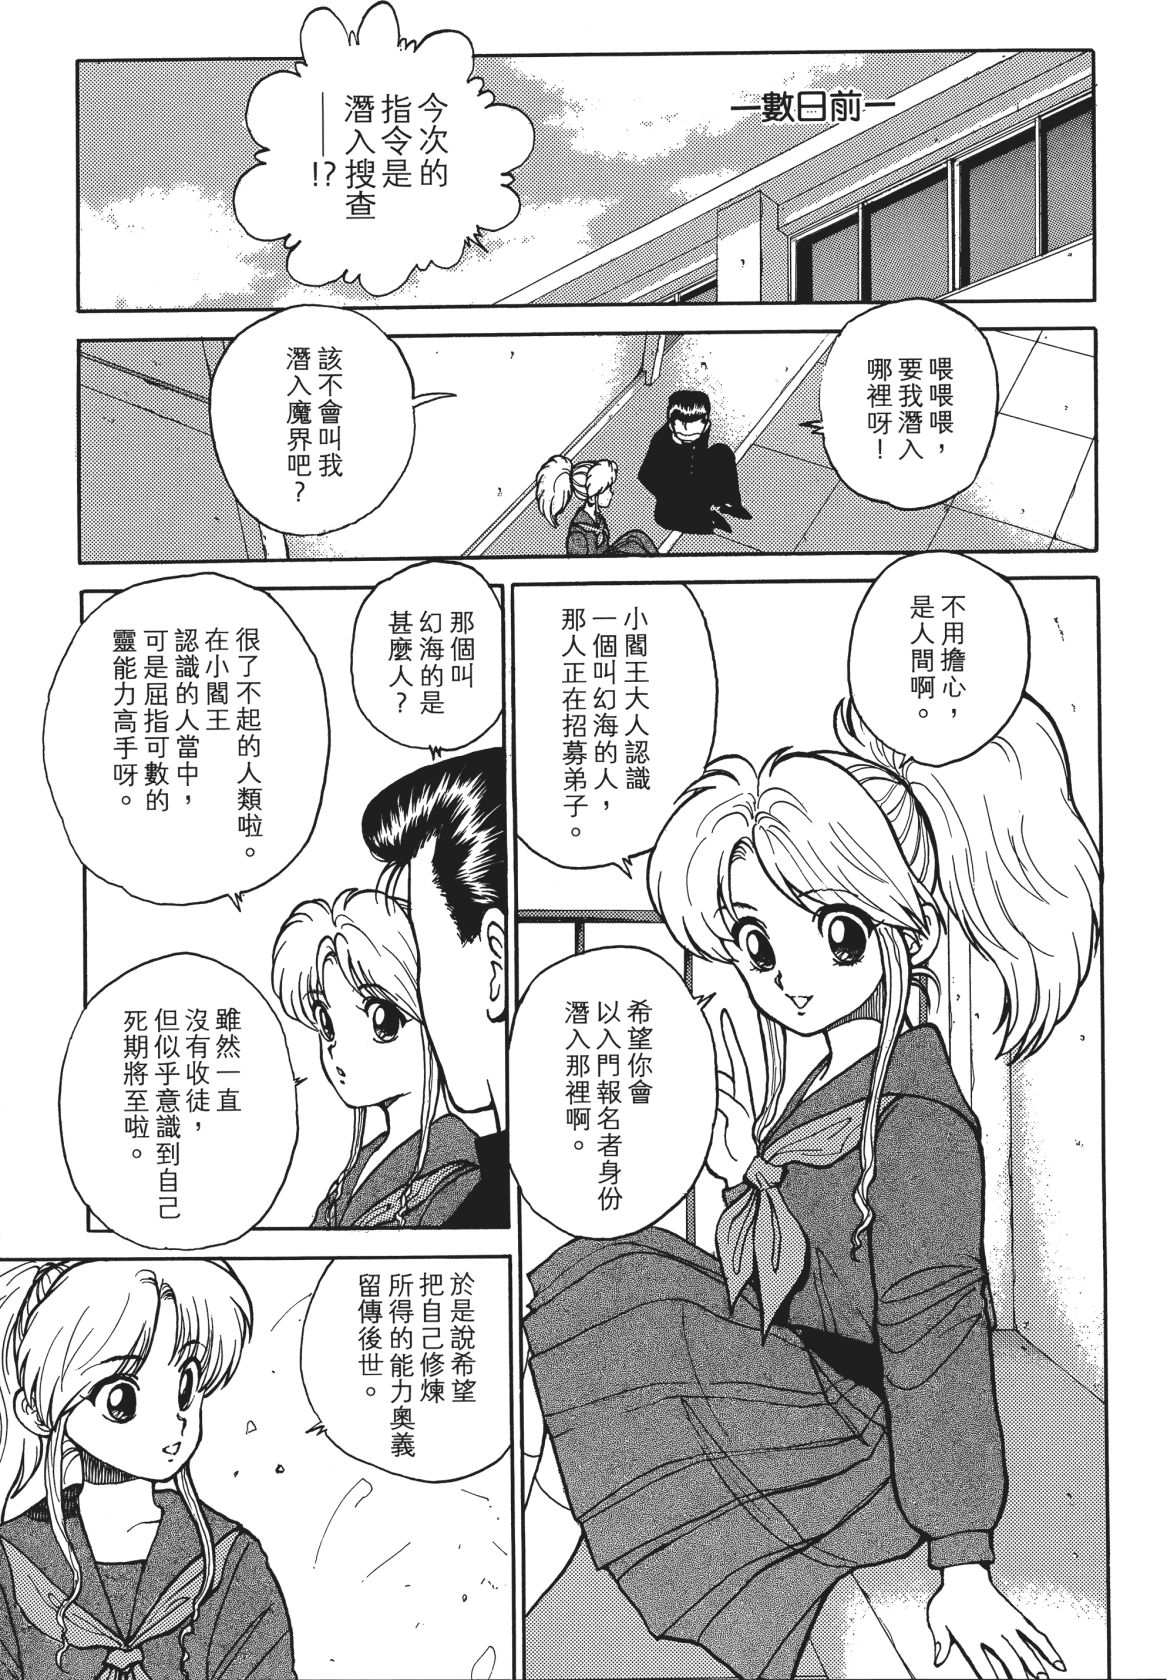 —數日前—
今次的
指令是
潛入搜查
——!?
喂喂喂，
要我潛入
哪裡呀！
該不會叫我
潛入魔界吧？
不用擔心，
是人間啊。
小閻王大人認識
一個叫幻海的人，
那人正在招募弟子。
希望你會
以入門報名者身份
潛入那裡啊。
那個叫
幻海的是
甚麼人？
很了不起的人類啦。
在小閻王
認識的人當中，
可是屈指可數的
靈能力高手呀。
雖然一直
沒有收徒，
但似乎意識到自己
死期將至啦。
於是說希望
把自己修煉
所得的能力奧義
留傳後世。